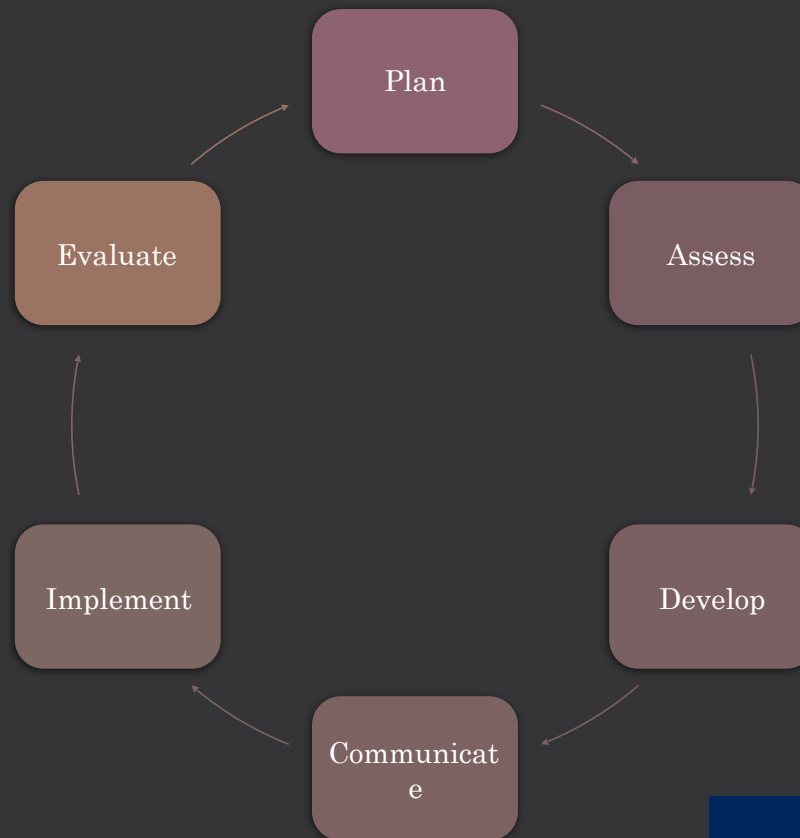 Plan
Assess
Develop
Communicat
e
Implement
Evaluate